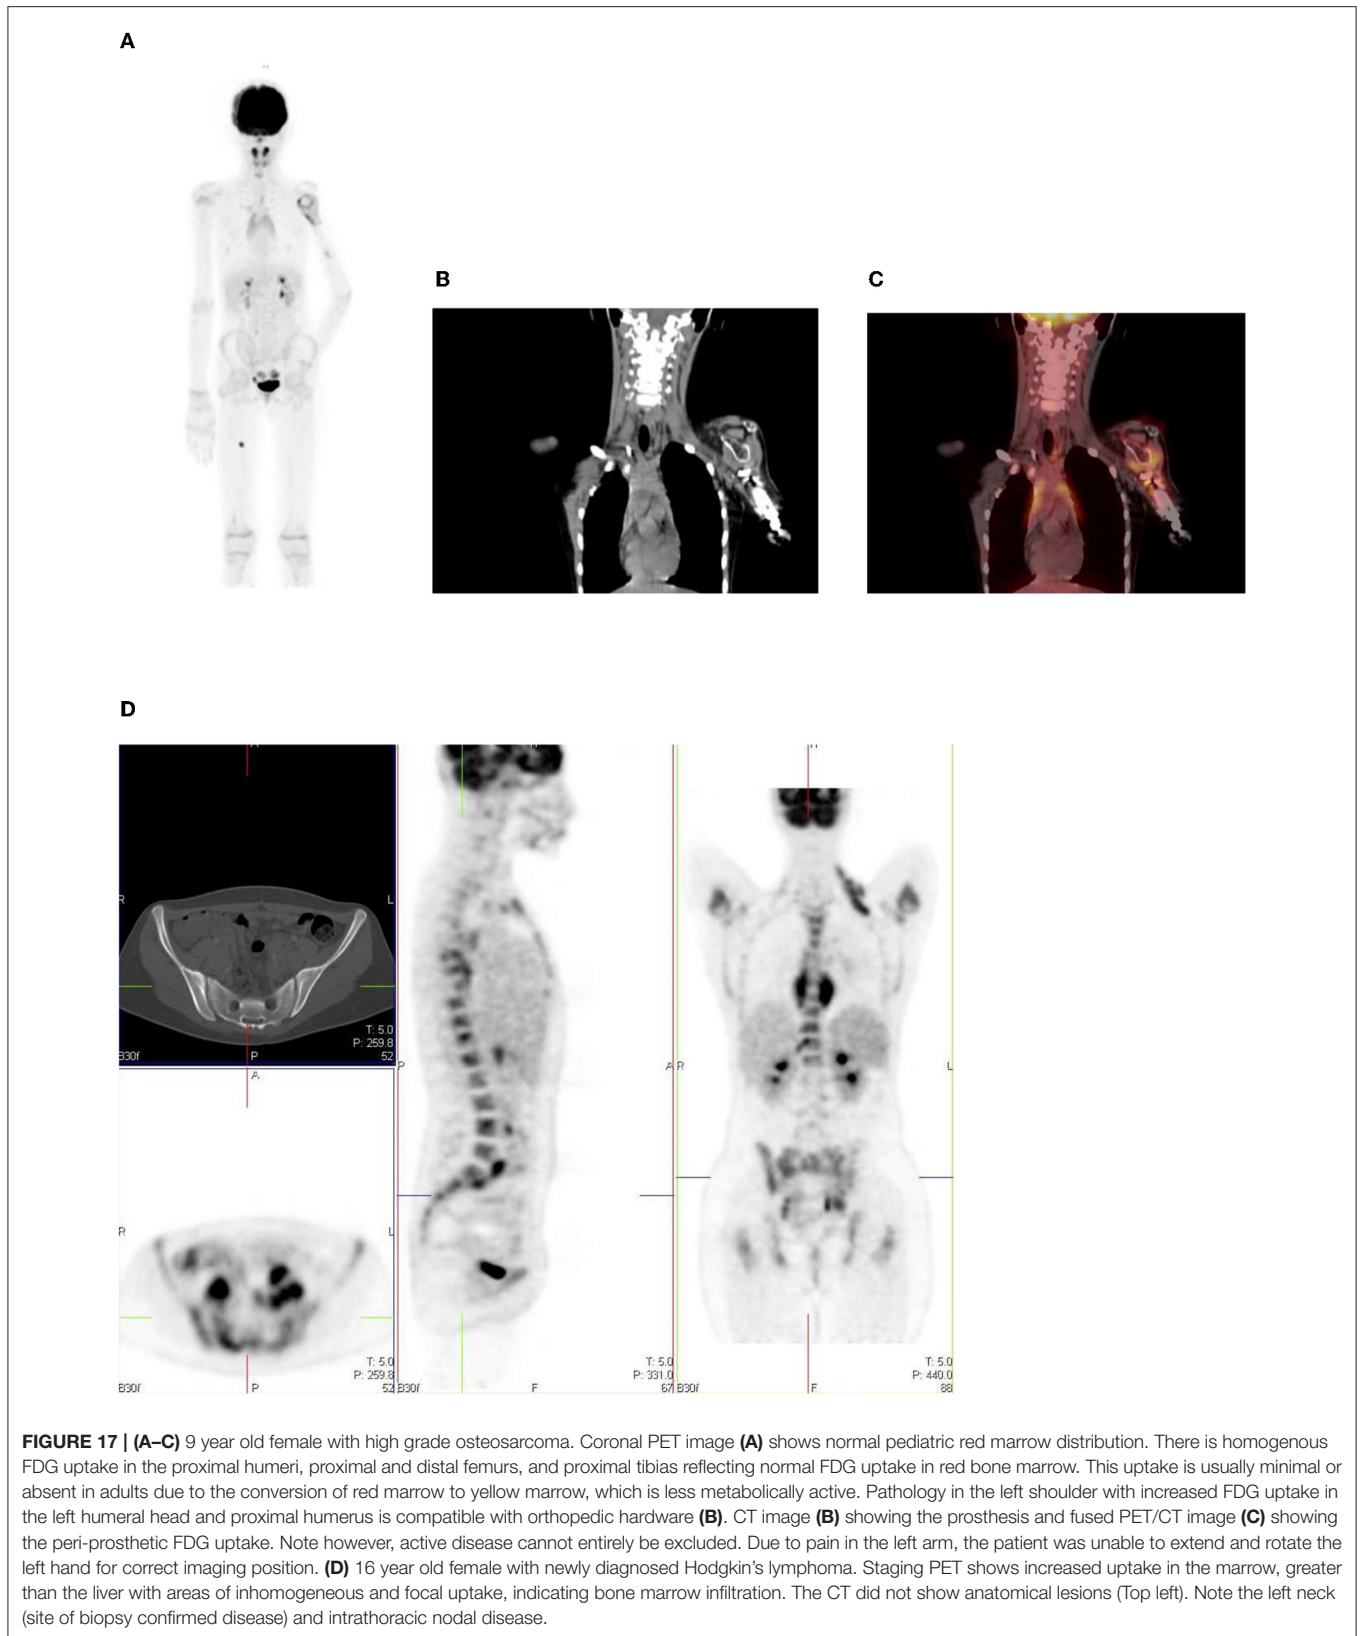 A
B
C
D
R
L
T: 5.0
P: 259.8
B30f
P
52
A
R
L
T: 5.0
P: 259.8
B30f
P
52
P
A
T: 5.0
P: 331.0
B30f
F
67
R
L
T: 5.0
P: 440.0
B30f
F
88
FIGURE 17 | (A–C) 9 year old female with high grade osteosarcoma. Coronal PET image (A) shows normal pediatric red marrow distribution. There is homogenous
FDG uptake in the proximal humeri, proximal and distal femurs, and proximal tibias reflecting normal FDG uptake in red bone marrow. This uptake is usually minimal or
absent in adults due to the conversion of red marrow to yellow marrow, which is less metabolically active. Pathology in the left shoulder with increased FDG uptake in
the left humeral head and proximal humerus is compatible with orthopedic hardware (B). CT image (B) showing the prosthesis and fused PET/CT image (C) showing
the peri-prosthetic FDG uptake. Note however, active disease cannot entirely be excluded. Due to pain in the left arm, the patient was unable to extend and rotate the
left hand for correct imaging position. (D) 16 year old female with newly diagnosed Hodgkin's lymphoma. Staging PET shows increased uptake in the marrow, greater
than the liver with areas of inhomogeneous and focal uptake, indicating bone marrow infiltration. The CT did not show anatomical lesions (Top left). Note the left neck
(site of biopsy confirmed disease) and intrathoracic nodal disease.